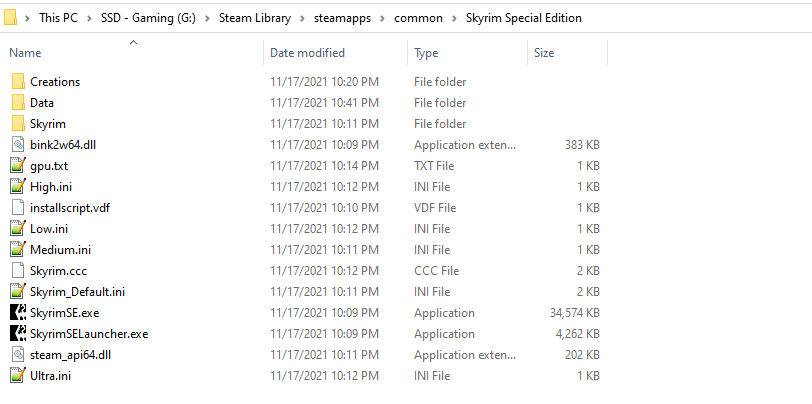 This PC > SSD - Gaming (G:) > Steam Library > steamapps > common > Skyrim Special Edition
Name Date modified Type Size
Creations 11/17/2021 10:20 PM File folder
Data 11/17/2021 10:41 PM File folder
Skyrim 11/17/2021 10:11 PM File folder
bink2w64.dll 11/17/2021 10:09 PM Application exten... 383 KB
gpu.txt 11/17/2021 10:14 PM TXT File 1 KB
High.ini 11/17/2021 10:12 PM INI File 1 KB
installscript.vdf 11/17/2021 10:10 PM VDF File 1 KB
Low.ini 11/17/2021 10:12 PM INI File 1 KB
Medium.ini 11/17/2021 10:11 PM INI File 1 KB
Skyrim.ccc 11/17/2021 10:12 PM CCC File 2 KB
Skyrim_Default.ini 11/17/2021 10:11 PM INI File 2 KB
SkyrimSE.exe 11/17/2021 10:09 PM Application 34,574 KB
SkyrimSELauncher.exe 11/17/2021 10:09 PM Application 4,262 KB
steam_api64.dll 11/17/2021 10:11 PM Application exten... 202 KB
Ultra.ini 11/17/2021 10:12 PM INI File 1 KB